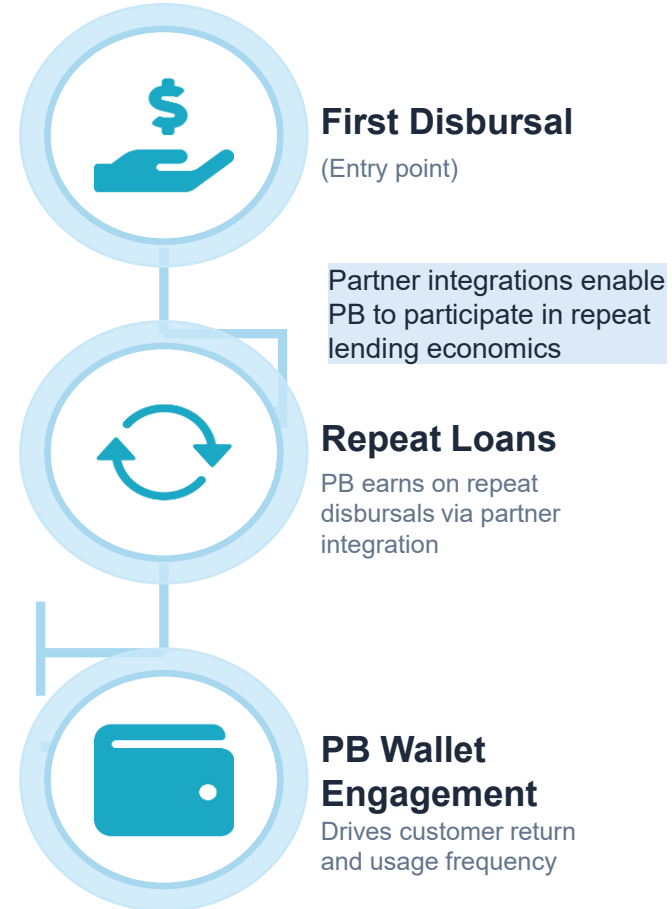 $
First Disbursal
(Entry point)
Partner integrations enable
PB to participate in repeat
lending economics
Repeat Loans
PB earns on repeat
disbursals via partner
integration
PB Wallet
Engagement
Drives customer return
and usage frequency